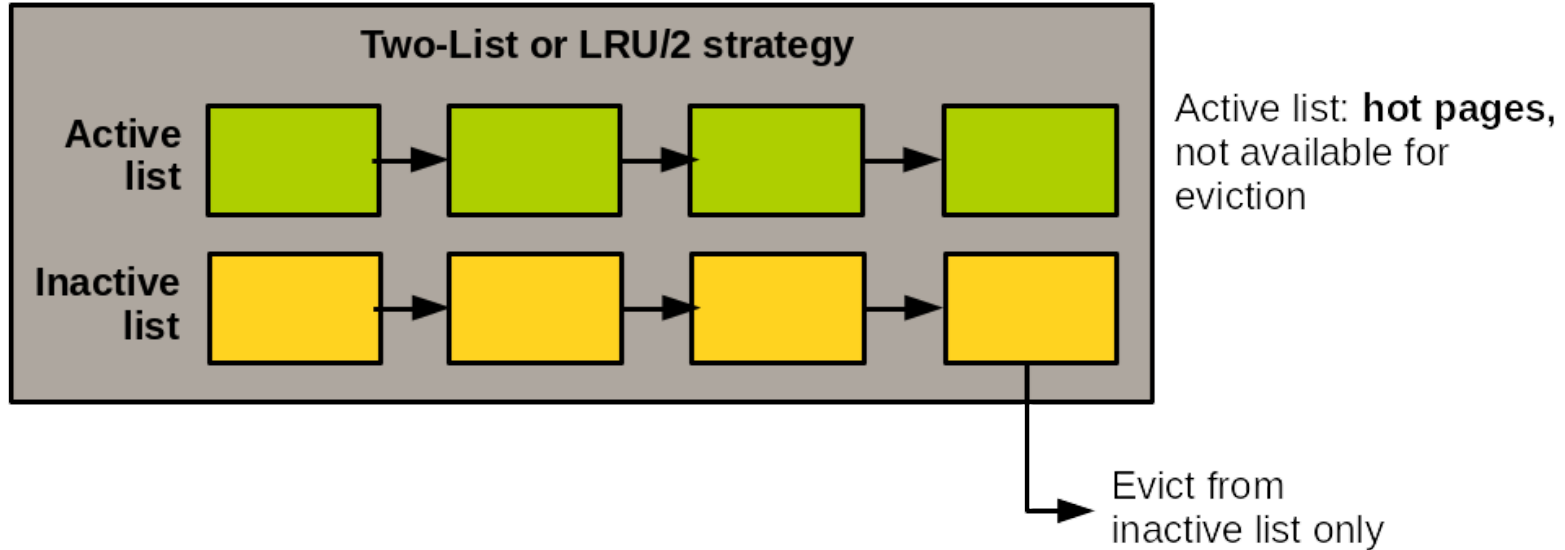 Two-List or LRU/2 strategy
Active
list
Active list: hot pages,
not available for
eviction
Inactive
list
Evict from
inactive list only